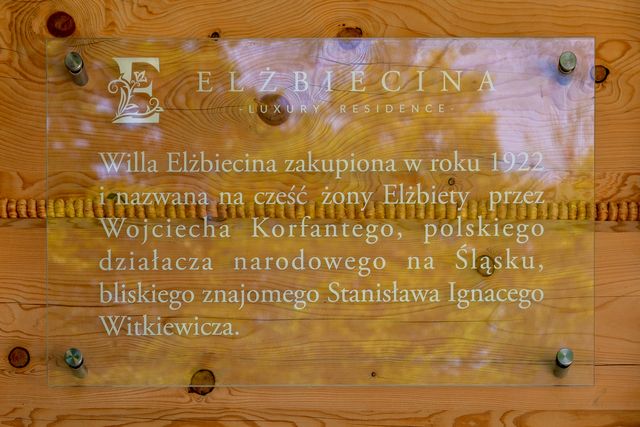 E ELŻBIECINA
-LUXURY RESIDENCE-
Willa Elżbiecina zakupiona w roku 1922
i nazwana na cześć żony Elżbiety przez
Wojciecha Korfantego, polskiego
działacza narodowego na Śląsku,
bliskiego znajomego Stanisława Ignacego
Witkiewicza.